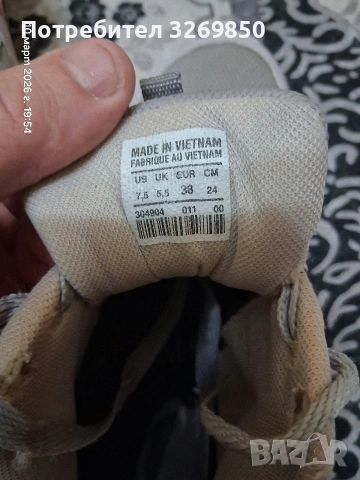 Потребител 3269850
март 2026 г. 19:54
MADE IN VIETNAM
FABRIQUE AU VIETNAM
US UK EUR CM
7,5 5,5 38 24
304904 011 00
BAZAR